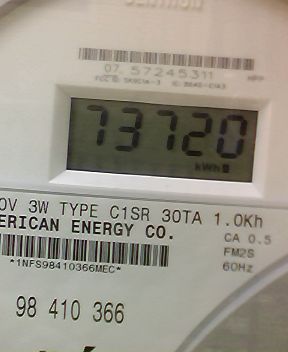 07 57245311
73720
kWh
0V 3W TYPE C1SR 30TA 1.0Kh
ERICAN ENERGY CO.
CA 0.5
*1NFS98410366MEC*
FM2S
60Hz
98 410 366